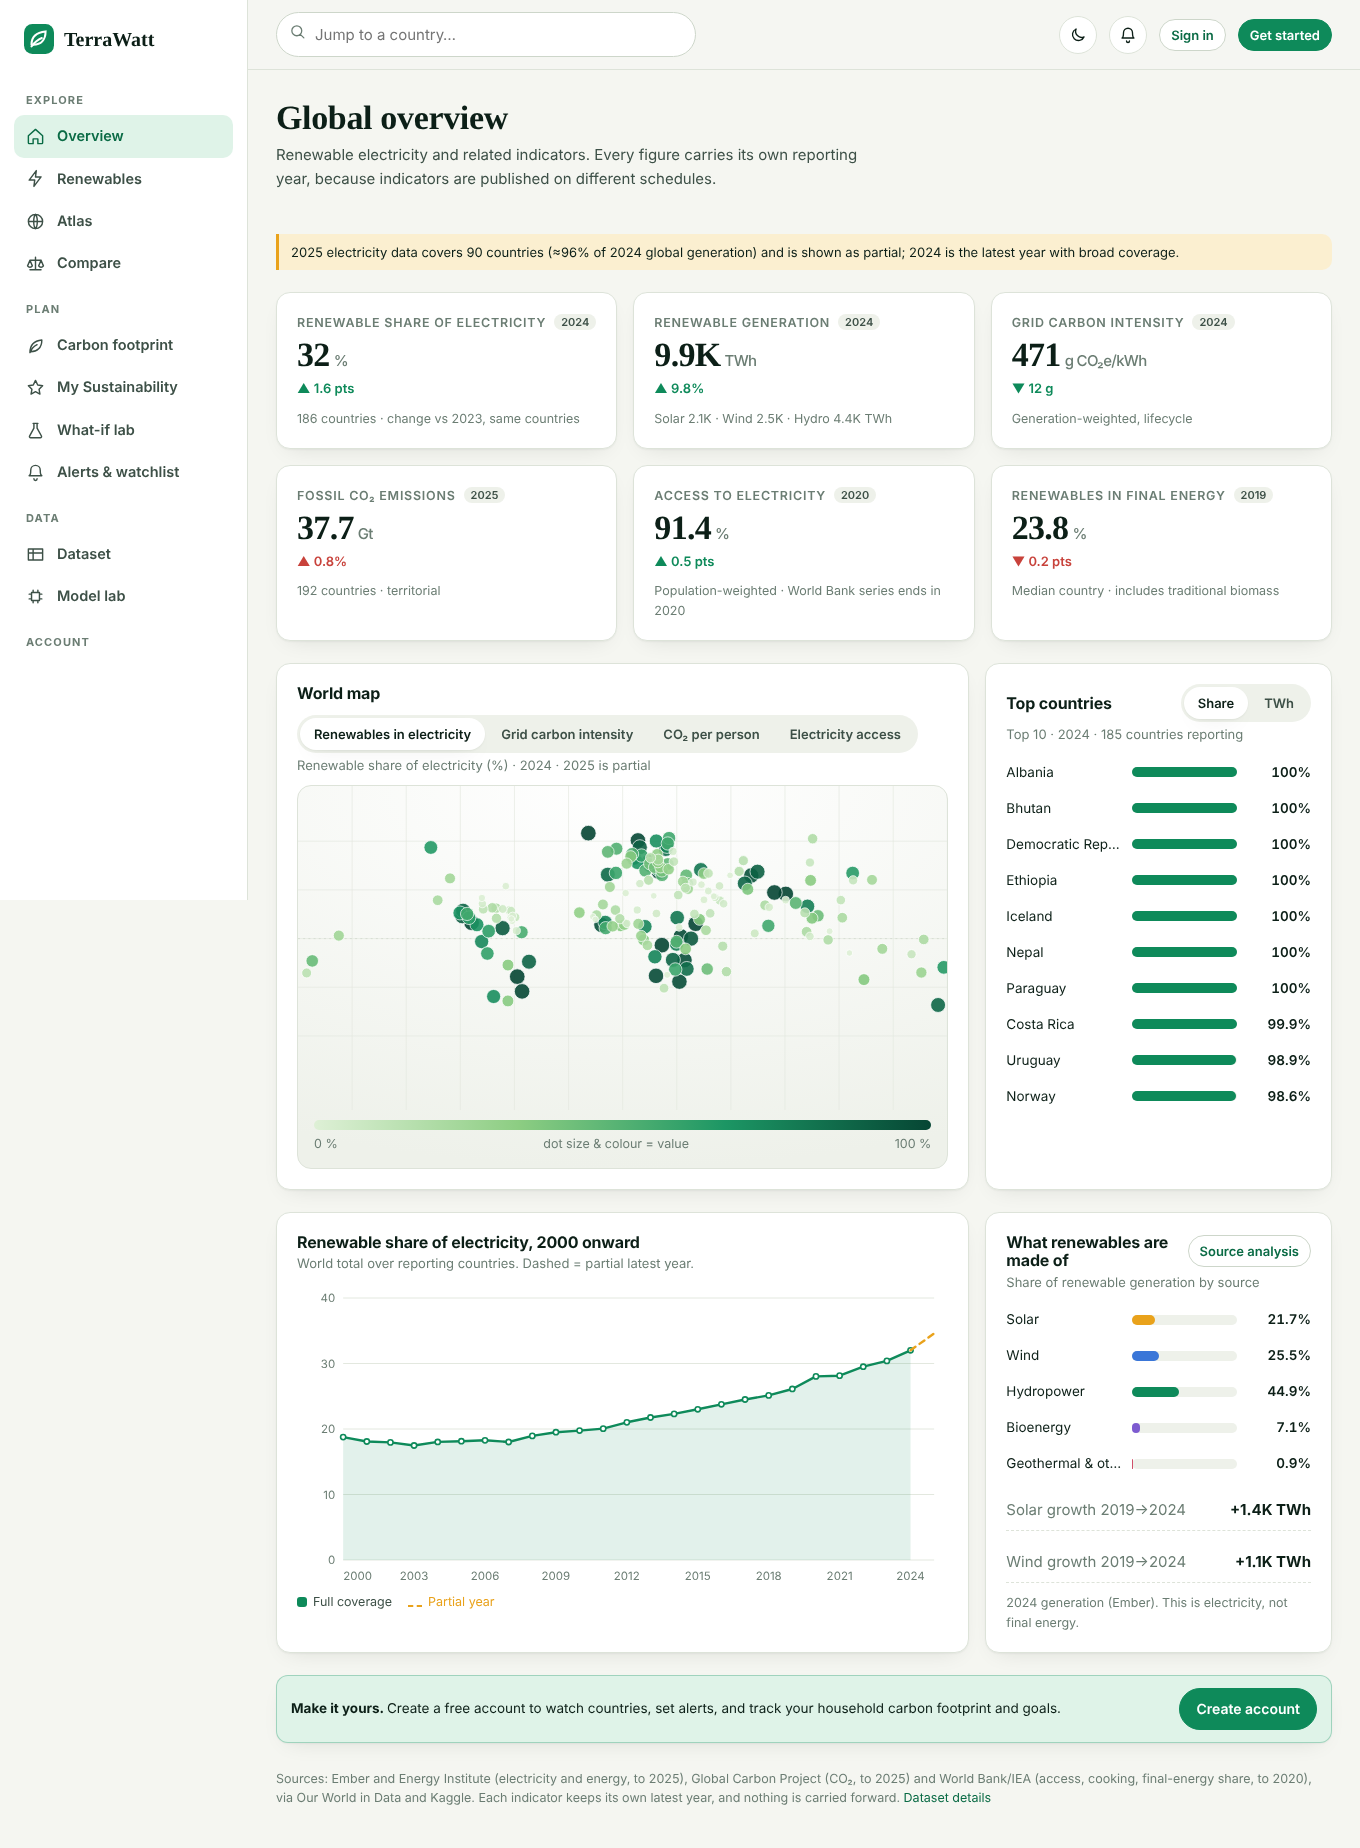 TerraWatt
Jump to a country...
Sign in
Get started
EXPLORE
Overview
Renewables
Atlas
Compare
PLAN
Carbon footprint
My Sustainability
What-if lab
Alerts & watchlist
DATA
Dataset
Model lab
ACCOUNT
Global overview
Renewable electricity and related indicators. Every figure carries its own reporting
year, because indicators are published on different schedules.
2025 electricity data covers 90 countries (≈96% of 2024 global generation) and is shown as partial; 2024 is the latest year with broad coverage.
RENEWABLE SHARE OF ELECTRICITY 2024
32 %
▲ 1.6 pts
186 countries · change vs 2023, same countries
RENEWABLE GENERATION 2024
9.9K TWh
▲ 9.8%
Solar 2.1K · Wind 2.5K · Hydro 4.4K TWh
GRID CARBON INTENSITY 2024
471 g CO₂e/kWh
▼ 12 g
Generation-weighted, lifecycle
FOSSIL CO₂ EMISSIONS 2025
37.7 Gt
▲ 0.8%
192 countries · territorial
ACCESS TO ELECTRICITY 2020
91.4 %
▲ 0.5 pts
Population-weighted · World Bank series ends in
2020
RENEWABLES IN FINAL ENERGY 2019
23.8 %
▼ 0.2 pts
Median country · includes traditional biomass
World map
Renewables in electricity Grid carbon intensity CO₂ per person Electricity access
Renewable share of electricity (%) · 2024 · 2025 is partial
0 % dot size & colour = value 100 %
Top countries Share TWh
Top 10 · 2024 · 185 countries reporting
Albania 100%
Bhutan 100%
Democratic Rep... 100%
Ethiopia 100%
Iceland 100%
Nepal 100%
Paraguay 100%
Costa Rica 99.9%
Uruguay 98.9%
Norway 98.6%
Renewable share of electricity, 2000 onward
World total over reporting countries. Dashed = partial latest year.
40
30
20
10
0
2000 2003 2006 2009 2012 2015 2018 2021 2024
Full coverage Partial year
What renewables are
made of
Source analysis
Share of renewable generation by source
Solar 21.7%
Wind 25.5%
Hydropower 44.9%
Bioenergy 7.1%
Geothermal & ot... 0.9%
Solar growth 2019→2024 +1.4K TWh
Wind growth 2019→2024 +1.1K TWh
2024 generation (Ember). This is electricity, not
final energy.
Make it yours. Create a free account to watch countries, set alerts, and track your household carbon footprint and goals.
Create account
Sources: Ember and Energy Institute (electricity and energy, to 2025), Global Carbon Project (CO₂, to 2025) and World Bank/IEA (access, cooking, final-energy share, to 2020),
via Our World in Data and Kaggle. Each indicator keeps its own latest year, and nothing is carried forward. Dataset details